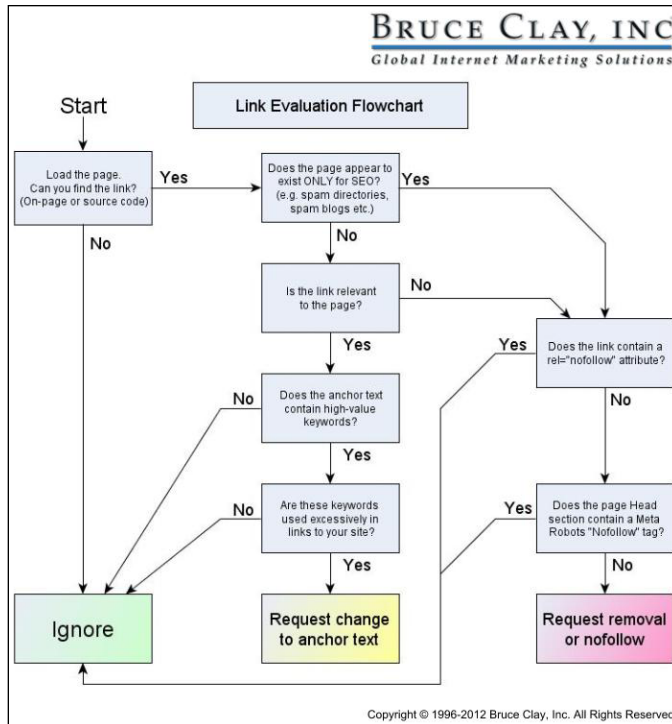 BRUCE CLAY, INC
Global Internet Marketing Solutions
Start
Link Evaluation Flowchart
Load the page.
Can you find the link?
(On-page or source code)
Yes
Does the page appear to
exist ONLY for SEO?
(e.g. spam directories,
spam blogs etc.)
Yes
No
No
Is the link relevant
to the page?
No
Yes
Yes
Does the link contain a
rel="nofollow" attribute?
No
Does the anchor text
contain high-value
keywords?
No
Yes
No
Are these keywords
used excessively in
links to your site?
Yes
Yes
Does the page Head
section contain a Meta
Robots "Nofollow" tag?
No
Ignore
Request change
to anchor text
Request removal
or nofollow
Copyright © 1996-2012 Bruce Clay, Inc. All Rights Reserved